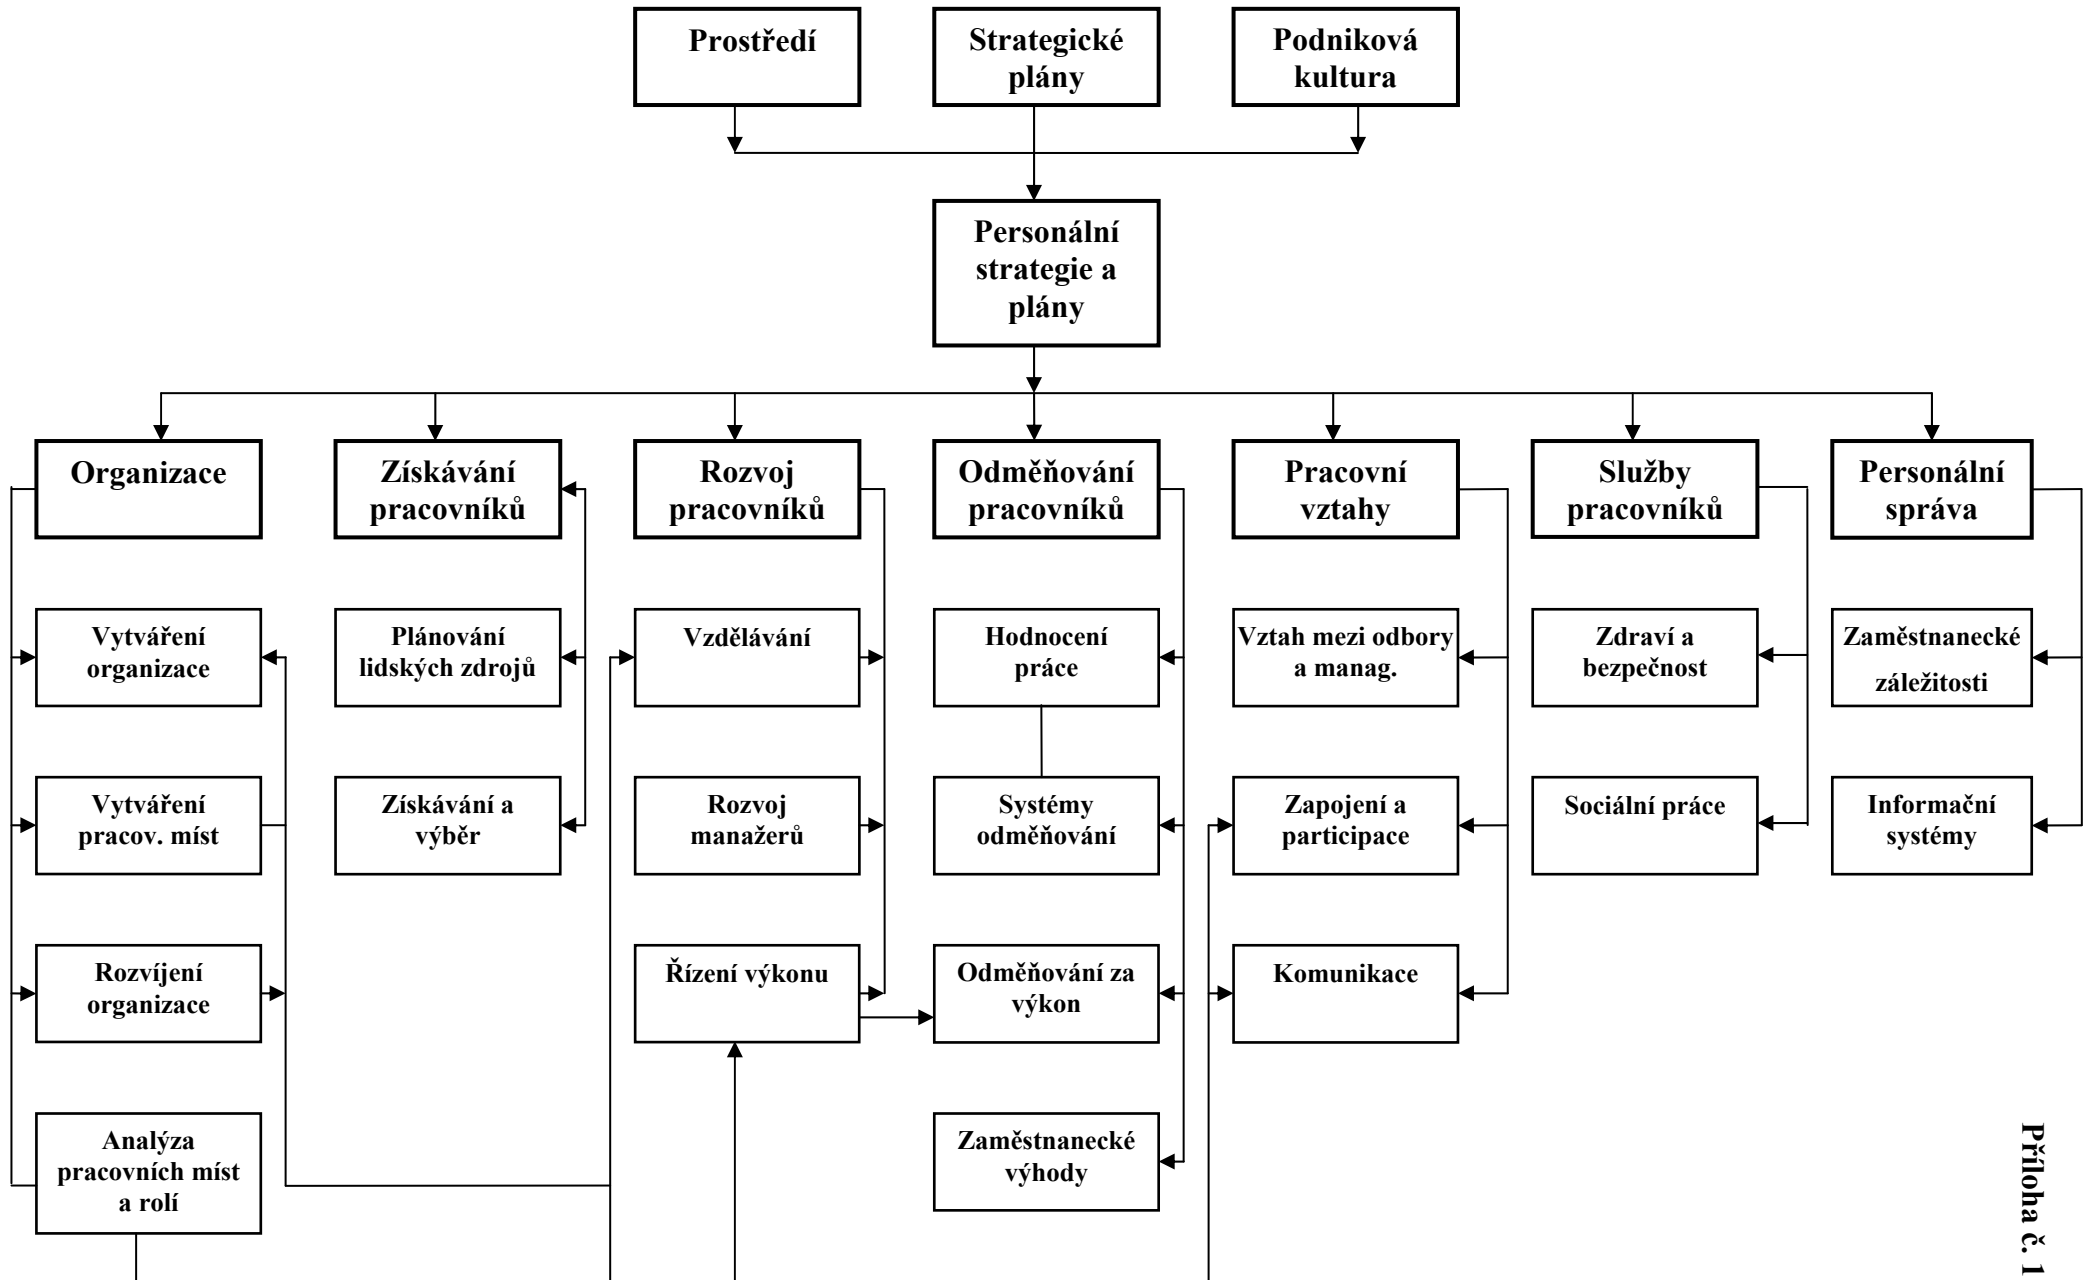 Prostředí
Strategické
plány
Podniková
kultura
Personální
strategie a
plány
Organizace
Získávání
pracovníků
Rozvoj
pracovníků
Odměňování
pracovníků
Pracovní
vztahy
Služby
pracovníků
Personální
správa
Vytváření
organizace
Plánování
lidských zdrojů
Vzdělávání
Hodnocení
práce
Vztah mezi odbory
a manag.
Zdraví a
bezpečnost
Zaměstnanecké
záležitosti
Vytváření
pracov. míst
Získávání a
výběr
Rozvoj
manažerů
Systémy
odměňování
Zapojení a
participace
Sociální práce
Informační
systémy
Rozvíjení
organizace
Řízení výkonu
Odměňování za
výkon
Komunikace
Analýza
pracovních míst
a rolí
Zaměstnanecké
výhody
Příloha č. 1